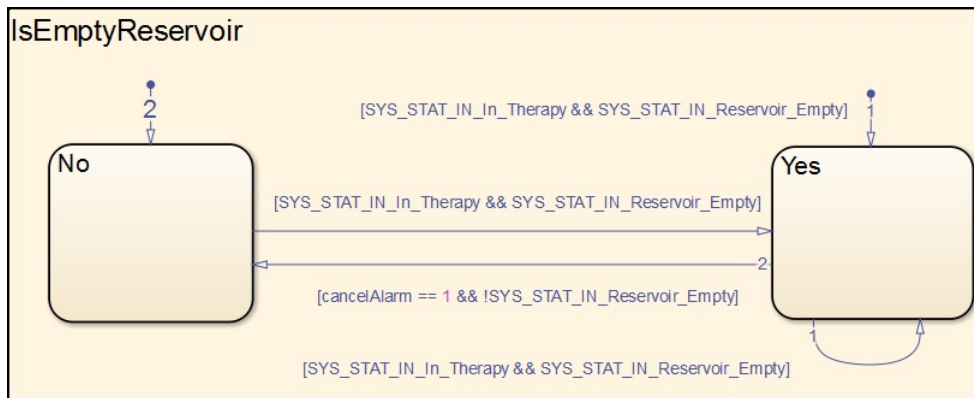 IsEmptyReservoir
2
[SYS_STAT_IN_In_Therapy && SYS_STAT_IN_Reservoir_Empty]
1
No
Yes
[SYS_STAT_IN_In_Therapy && SYS_STAT_IN_Reservoir_Empty]
2
[cancelAlarm == 1 && !SYS_STAT_IN_Reservoir_Empty]
1
[SYS_STAT_IN_In_Therapy && SYS_STAT_IN_Reservoir_Empty]